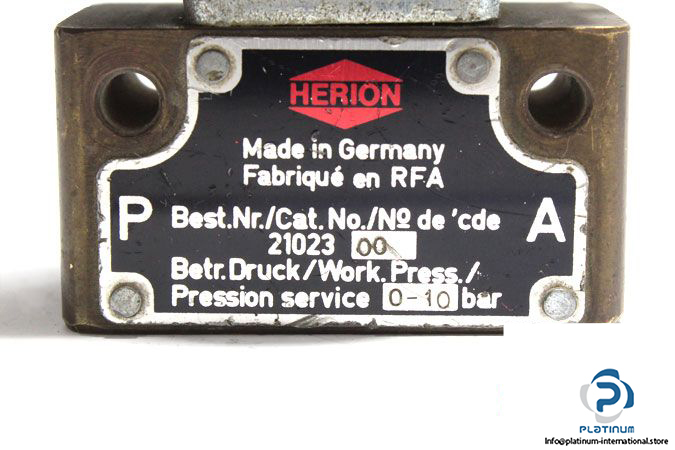 HERION
Made in Germany
Fabriqué en RFA
P
Best.Nr./Cat.No./Nº de 'cde
A
21023 00
Betr.Druck/Work.Press./
Pression service 0-10 bar
P
PLATINUM
Info@platinum-international.store